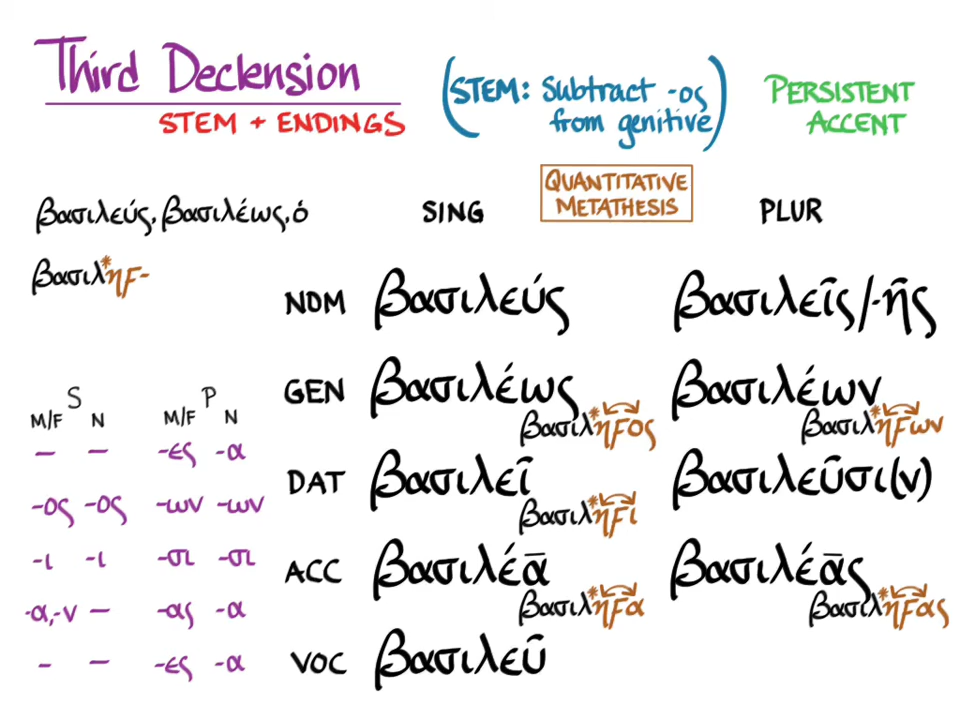 Third Declension
STEM + ENDINGS
(STEM: Subtract -ος
from genitive)
PERSISTENT
ACCENT
QUANTITATIVE
METATHESIS
βασιλεύς, βασιλέως, ὁ
βασιλ*ηϜ-
SING
PLUR
NOM βασιλεύς βασιλεῖς/-ῆς
GEN βασιλέως βασιλέων
βασιλ*ηϜος βασιλ*ηϜων
DAT βασιλεῖ βασιλεῦσι(ν)
βασιλ*ηϜι
ACC βασιλέᾱ βασιλέᾱς
βασιλ*ηϜα βασιλ*ηϜας
VOC βασιλεῦ
S P
M/F N M/F N
– – -ες -α
-ος -ος -ων -ων
-ι -ι -σι -σι
-α,-ν – -ας -α
- – -ες -α